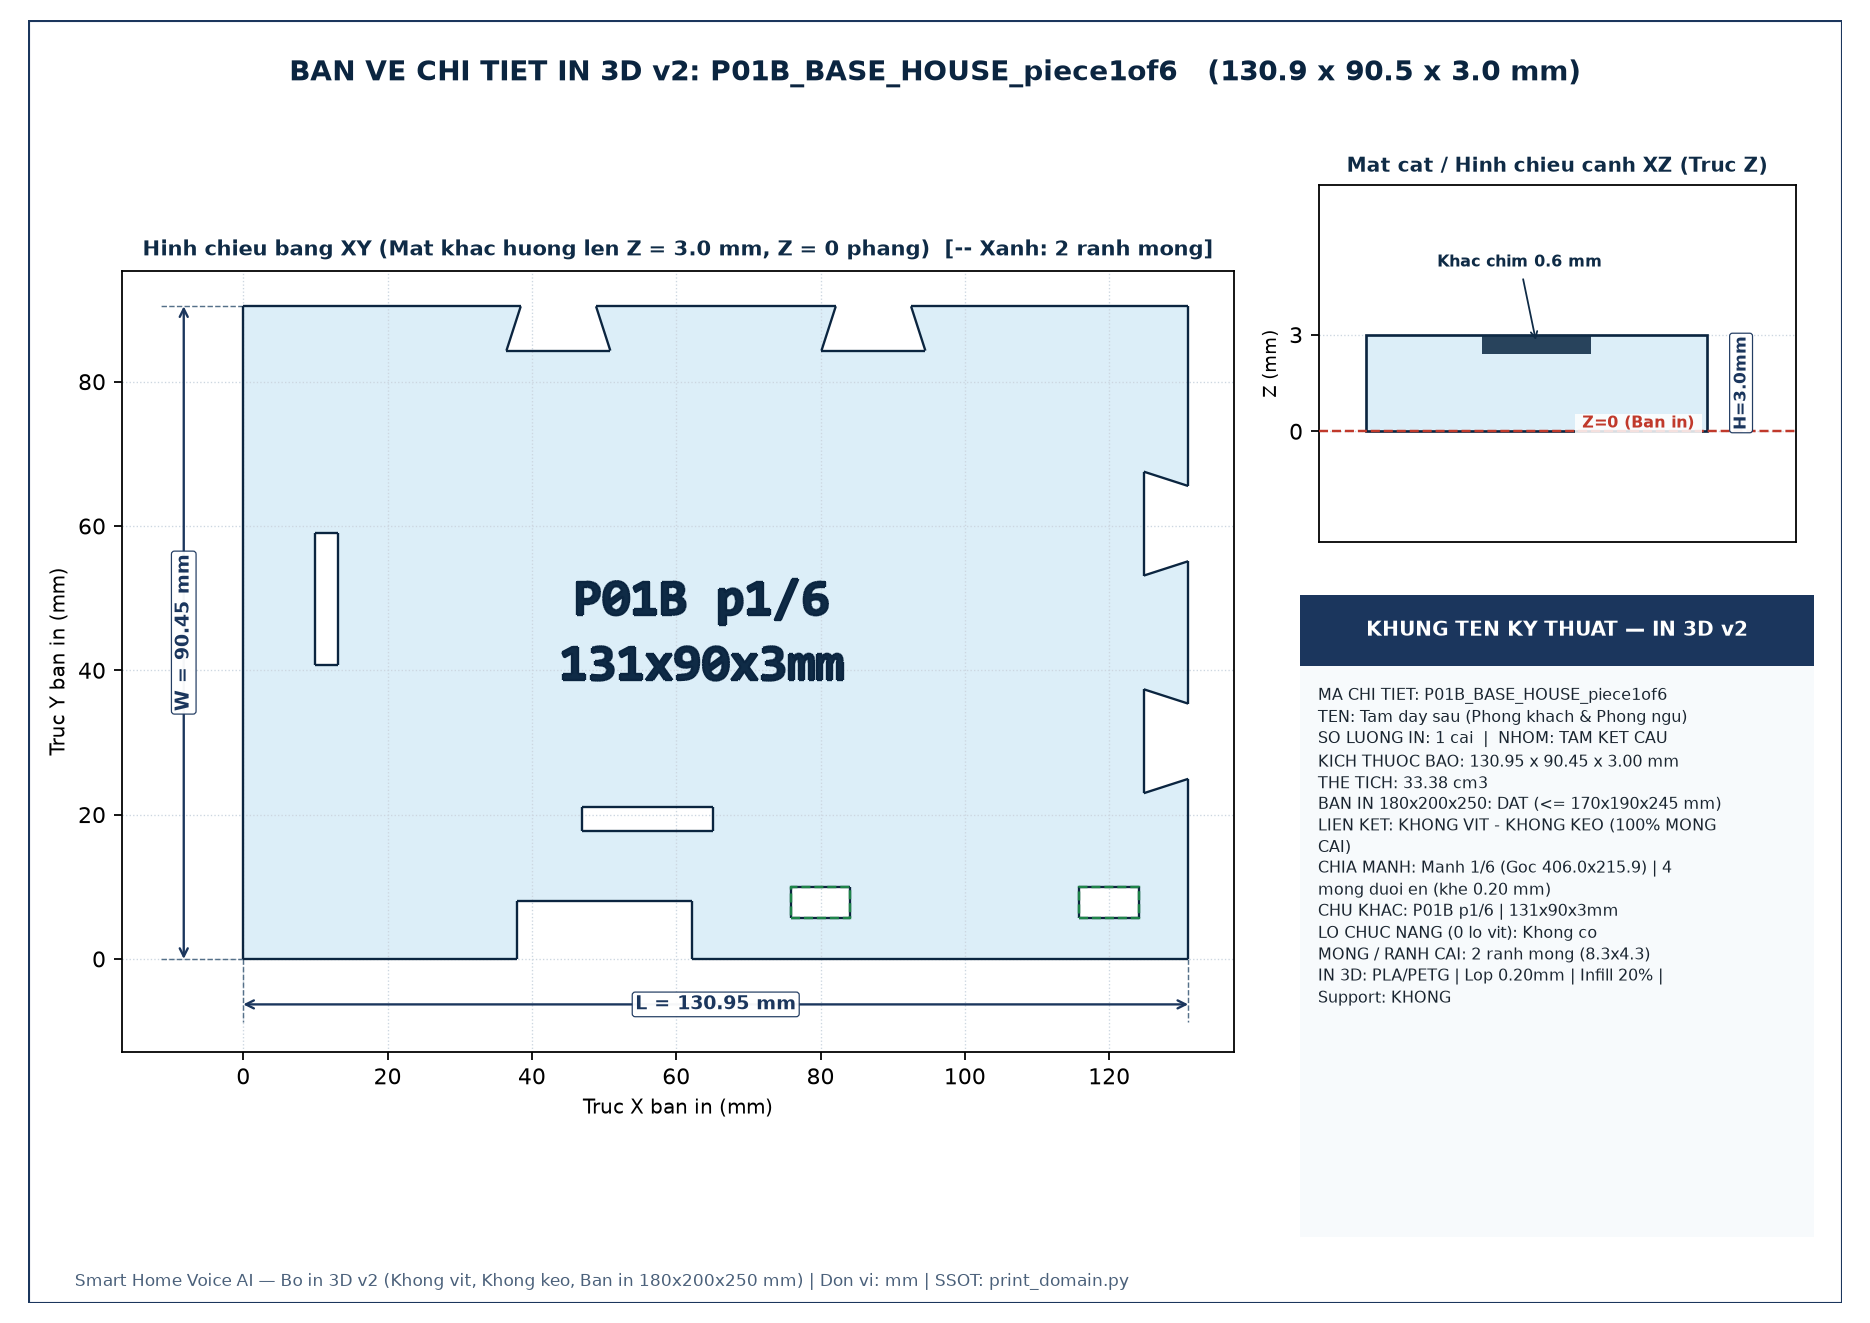 BAN VE CHI TIET IN 3D v2: P01B_BASE_HOUSE_piece1of6 (130.9 x 90.5 x 3.0 mm)
Hinh chieu bang XY (Mat khac huong len Z = 3.0 mm, Z = 0 phang) [-- Xanh: 2 ranh mong]
80
60
40
20
0
Truc Y ban in (mm)
W = 90.45 mm
P01B p1/6
131x90x3mm
L = 130.95 mm
0
20
40
60
80
100
120
Truc X ban in (mm)
Mat cat / Hinh chieu canh XZ (Truc Z)
Khac chim 0.6 mm
3
0
Z (mm)
Z=0 (Ban in)
H=3.0mm
KHUNG TEN KY THUAT — IN 3D v2
MA CHI TIET: P01B_BASE_HOUSE_piece1of6
TEN: Tam day sau (Phong khach & Phong ngu)
SO LUONG IN: 1 cai | NHOM: TAM KET CAU
KICH THUOC BAO: 130.95 x 90.45 x 3.00 mm
THE TICH: 33.38 cm3
BAN IN 180x200x250: DAT (<= 170x190x245 mm)
LIEN KET: KHONG VIT - KHONG KEO (100% MONG
CAI)
CHIA MANH: Manh 1/6 (Goc 406.0x215.9) | 4
mong duoi en (khe 0.20 mm)
CHU KHAC: P01B p1/6 | 131x90x3mm
LO CHUC NANG (0 lo vit): Khong co
MONG / RANH CAI: 2 ranh mong (8.3x4.3)
IN 3D: PLA/PETG | Lop 0.20mm | Infill 20% |
Support: KHONG
Smart Home Voice AI — Bo in 3D v2 (Khong vit, Khong keo, Ban in 180x200x250 mm) | Don vi: mm | SSOT: print_domain.py